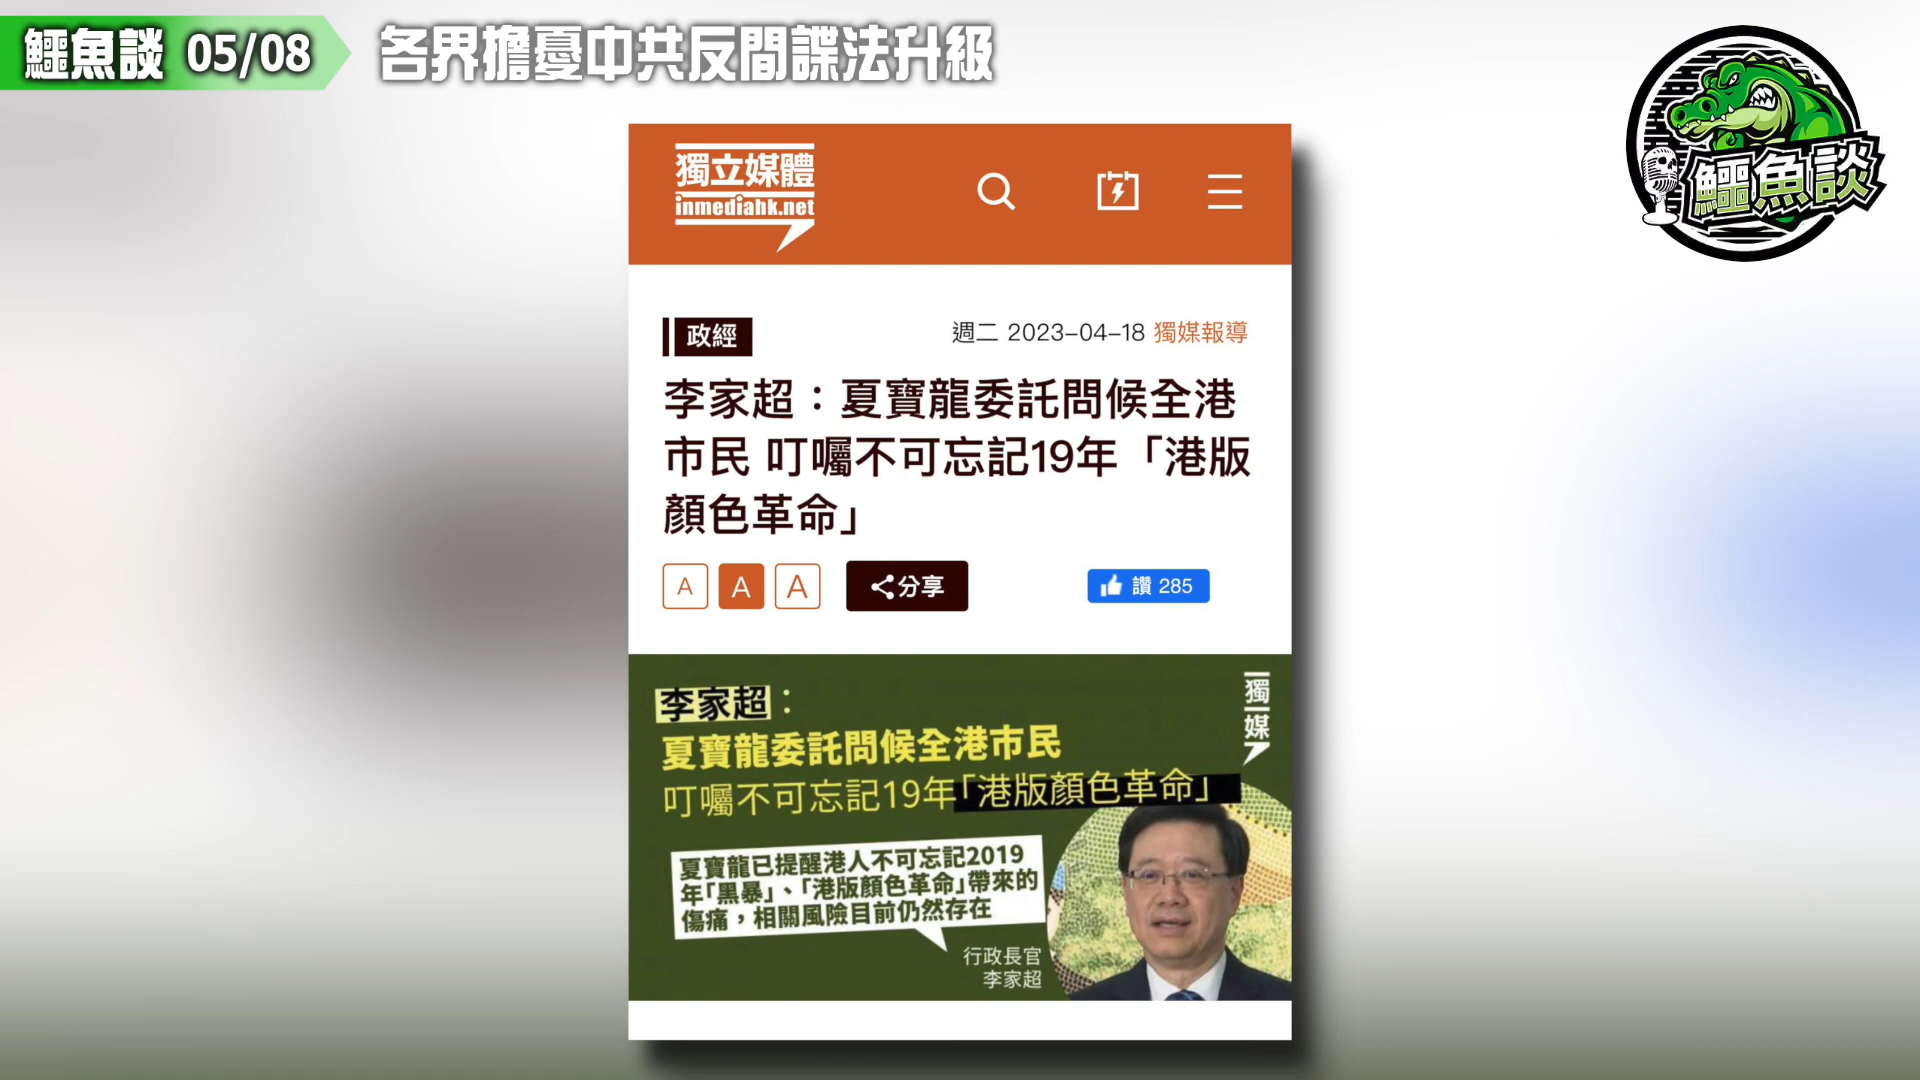 鱷魚談 05/08
各界擔憂中共反間諜法升級
鱷魚談
獨立媒體
inmediahk.net
政經
週二 2023-04-18 獨媒報導
李家超：夏寶龍委託問候全港
市民 叮囑不可忘記19年「港版
顏色革命」
A A A
分享
讚 285
李家超：
夏寶龍委託問候全港市民
叮囑不可忘記19年「港版顏色革命」
獨媒
夏寶龍已提醒港人不可忘記2019
年「黑暴」、「港版顏色革命」帶來的
傷痛，相關風險目前仍然存在
行政長官
李家超